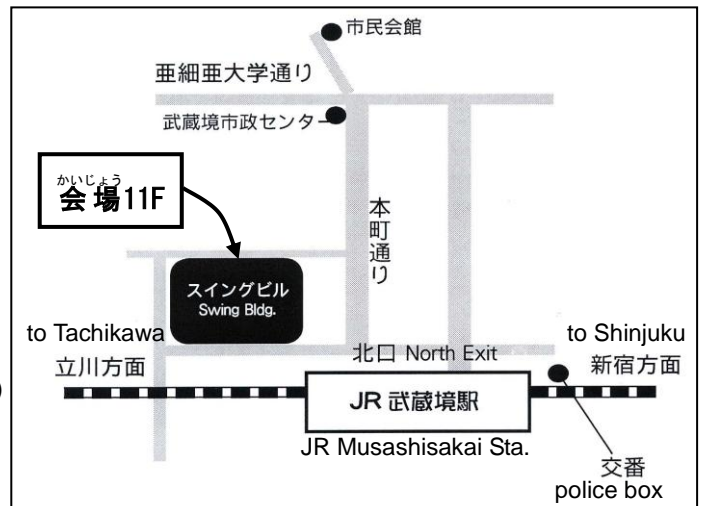 市民会館
亜細亜大学通り
武蔵境市政センター
かいじょう
会場11F
本町通り
スイングビル
Swing Bldg.
to Tachikawa
立川方面
to Shinjuku
新宿方面
北口 North Exit
JR 武蔵境駅
JR Musashisakai Sta.
交番
police box